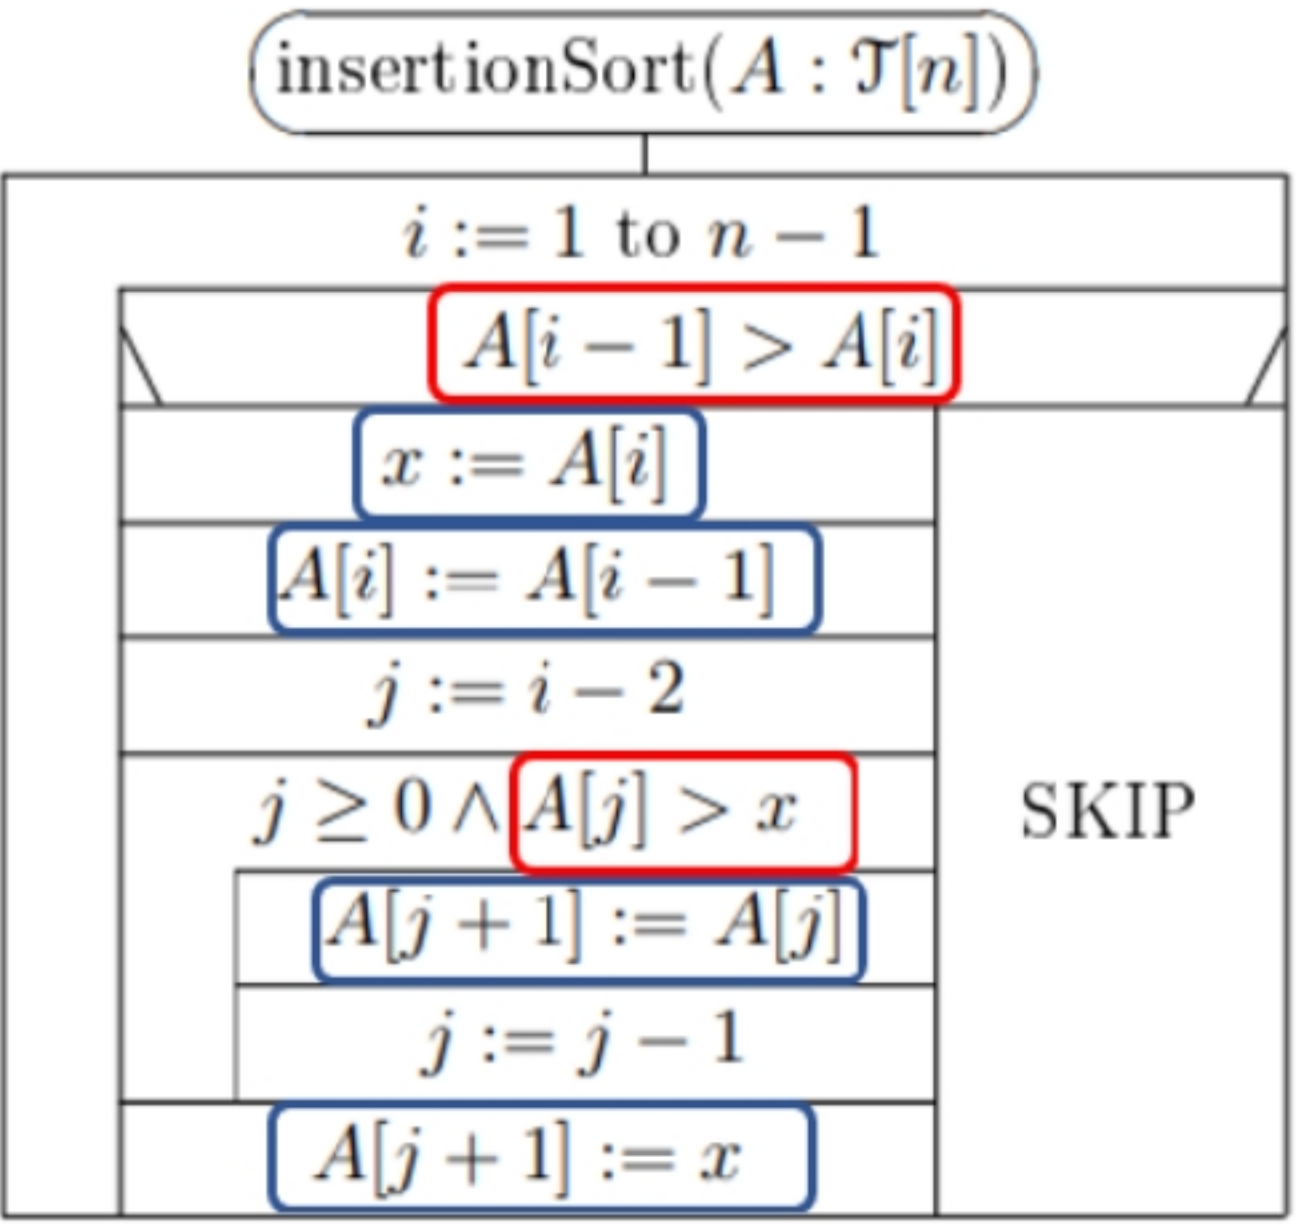 insertionSort(A : 𝒯[n])
i := 1 to n − 1
A[i − 1] > A[i]
x := A[i]
A[i] := A[i − 1]
j := i − 2
j ≥ 0 ∧ A[j] > x
A[j + 1] := A[j]
j := j − 1
A[j + 1] := x
SKIP